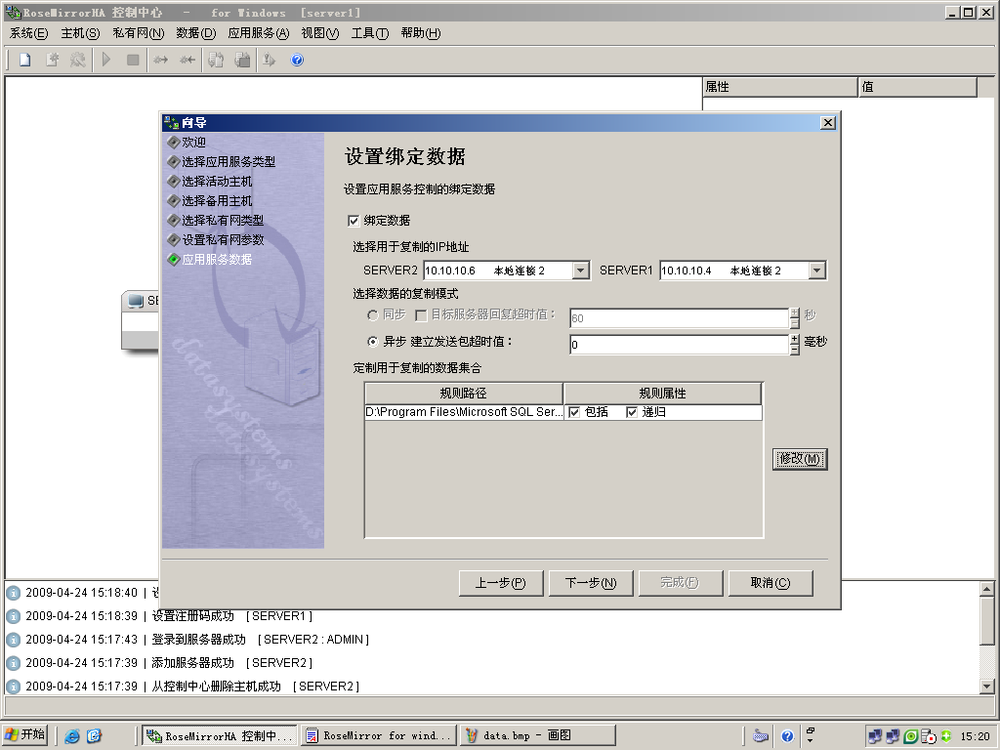 RoseMirrorHA 控制中心 - for Windows [server1]
系统(E) 主机(S) 私有网(N) 数据(D) 应用服务(A) 视图(V) 工具(T) 帮助(H)
属性 值
向导
欢迎
选择应用服务类型
选择活动主机
选择备用主机
选择私有网类型
设置私有网参数
应用服务数据
datasystems
datasystems
SE
设置绑定数据
设置应用服务控制的绑定数据
绑定数据
选择用于复制的IP地址
SERVER2 10.10.10.6 本地连接 2 SERVER1 10.10.10.4 本地连接 2
选择数据的复制模式
同步 目标服务器回复超时值： 60 秒
异步 建立发送包超时值： 0 毫秒
定制用于复制的数据集合
规则路径 规则属性
D:\Program Files\Microsoft SQL Ser... 包括 递归
修改(M)
上一步(P) 下一步(N) 完成(F) 取消(C)
2009-04-24 15:18:40 |
2009-04-24 15:18:39 | 设置注册码成功 [ SERVER1 ]
2009-04-24 15:17:43 | 登录到服务器成功 [ SERVER2 : ADMIN ]
2009-04-24 15:17:39 | 添加服务器成功 [ SERVER2 ]
2009-04-24 15:17:39 | 从控制中心删除主机成功 [ SERVER2 ]
开始 RoseMirrorHA 控制中... RoseMirror for wind... data.bmp - 画图 15:20